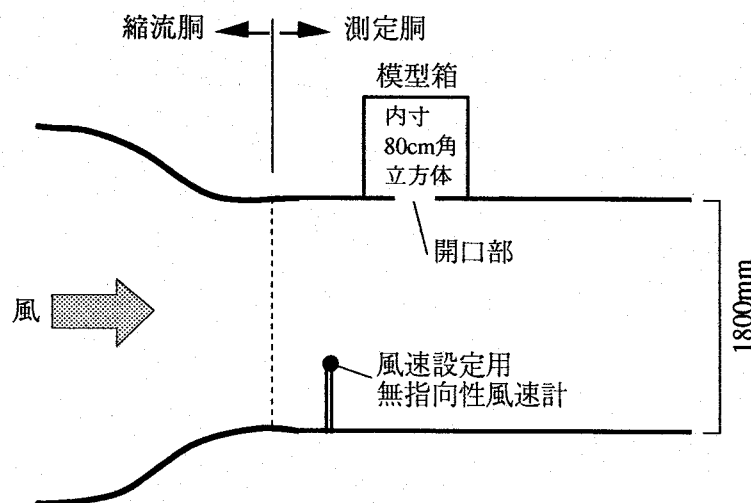 縮流胴
測定胴
模型箱
内寸
80cm角
立方体
開口部
風
風速設定用
無指向性風速計
1800mm